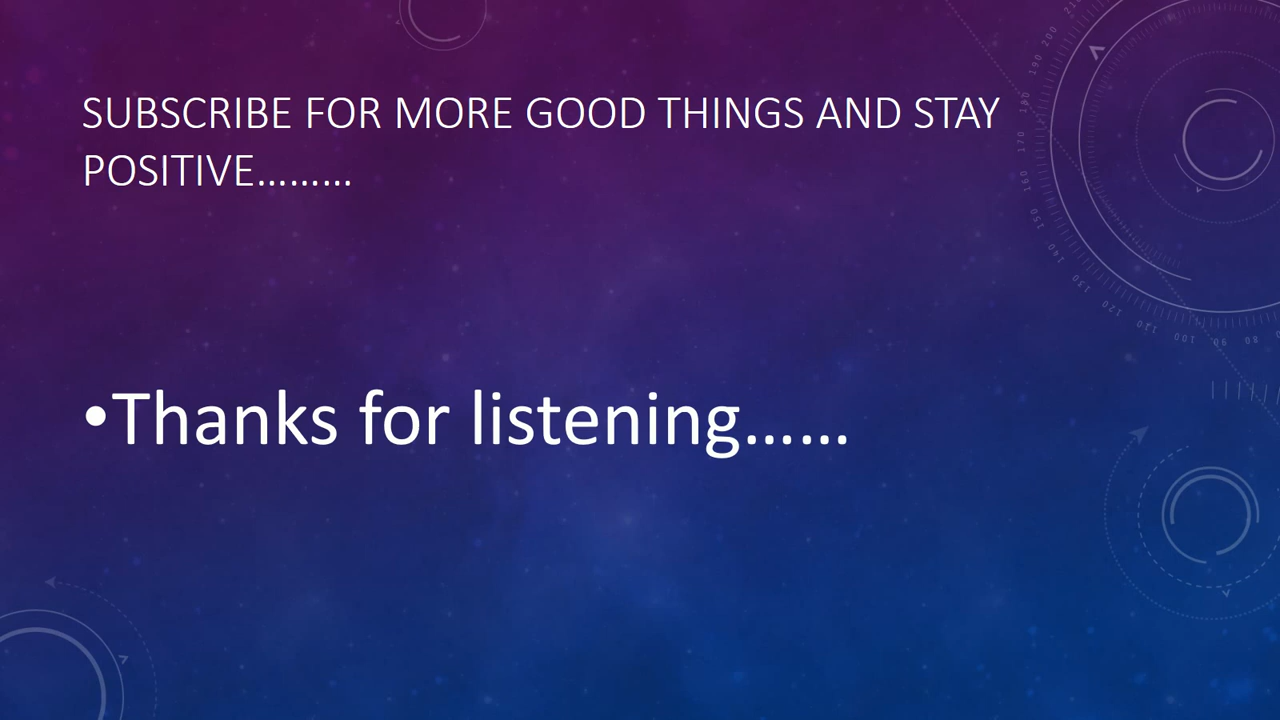 SUBSCRIBE FOR MORE GOOD THINGS AND STAY
POSITIVE………
•Thanks for listening……